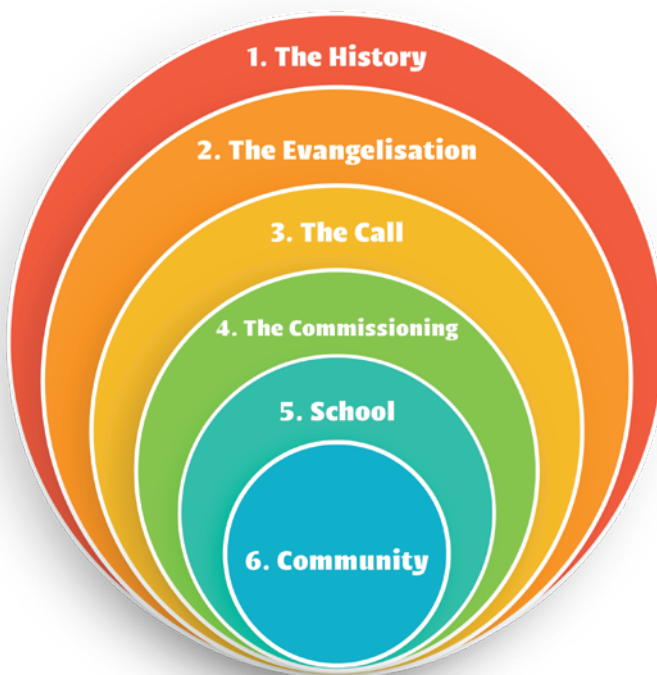 1. The History
2. The Evangelisation
3. The Call
4. The Commissioning
5. School
6. Community